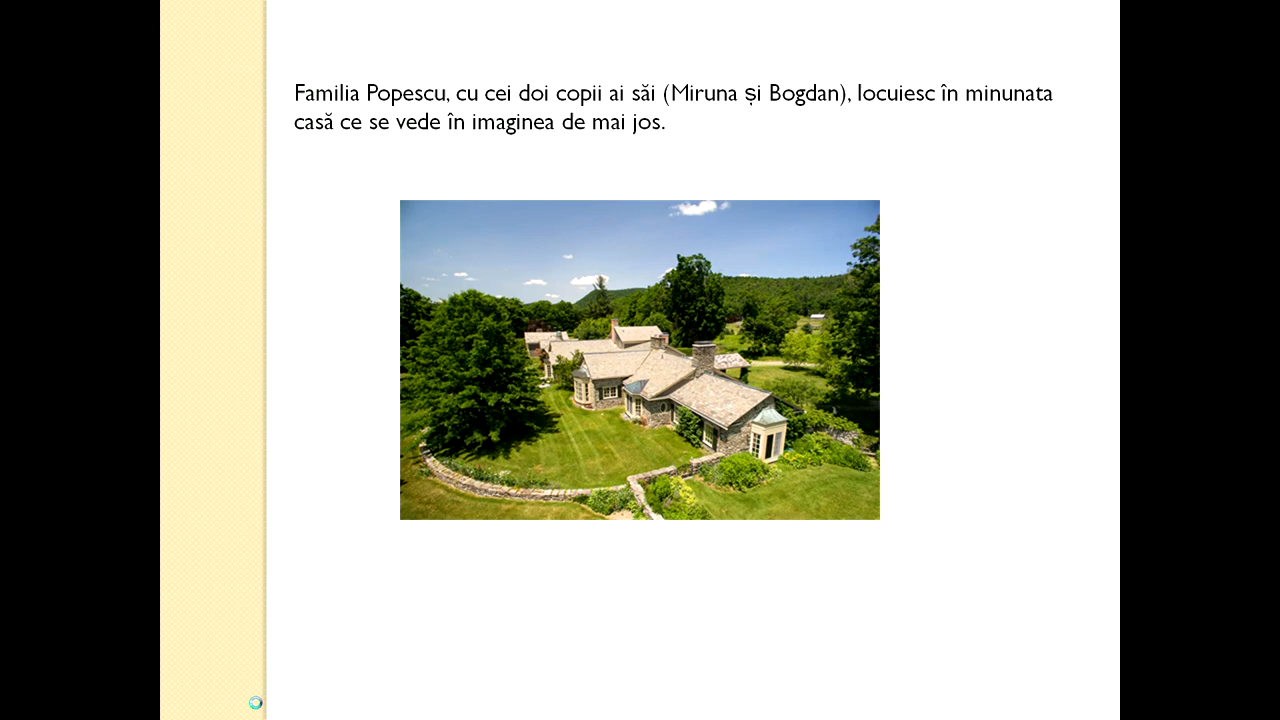 Familia Popescu, cu cei doi copii ai săi (Miruna și Bogdan), locuiesc în minunata
casă ce se vede în imaginea de mai jos.